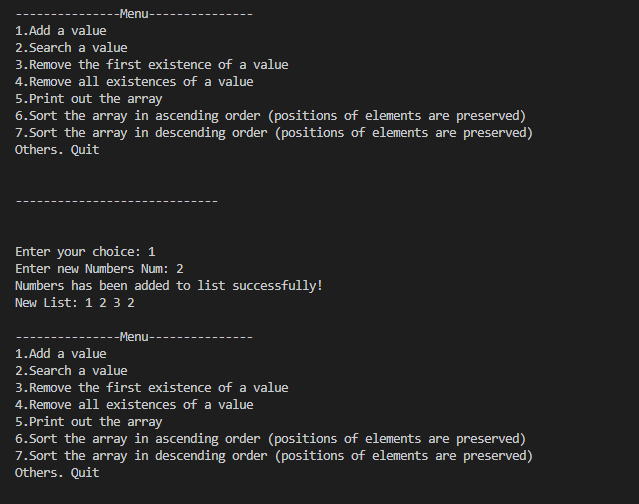 ---------------Menu---------------
1.Add a value
2.Search a value
3.Remove the first existence of a value
4.Remove all existences of a value
5.Print out the array
6.Sort the array in ascending order (positions of elements are preserved)
7.Sort the array in descending order (positions of elements are preserved)
Others. Quit
-----------------------------
Enter your choice: 1
Enter new Numbers Num: 2
Numbers has been added to list successfully!
New List: 1 2 3 2
---------------Menu---------------
1.Add a value
2.Search a value
3.Remove the first existence of a value
4.Remove all existences of a value
5.Print out the array
6.Sort the array in ascending order (positions of elements are preserved)
7.Sort the array in descending order (positions of elements are preserved)
Others. Quit